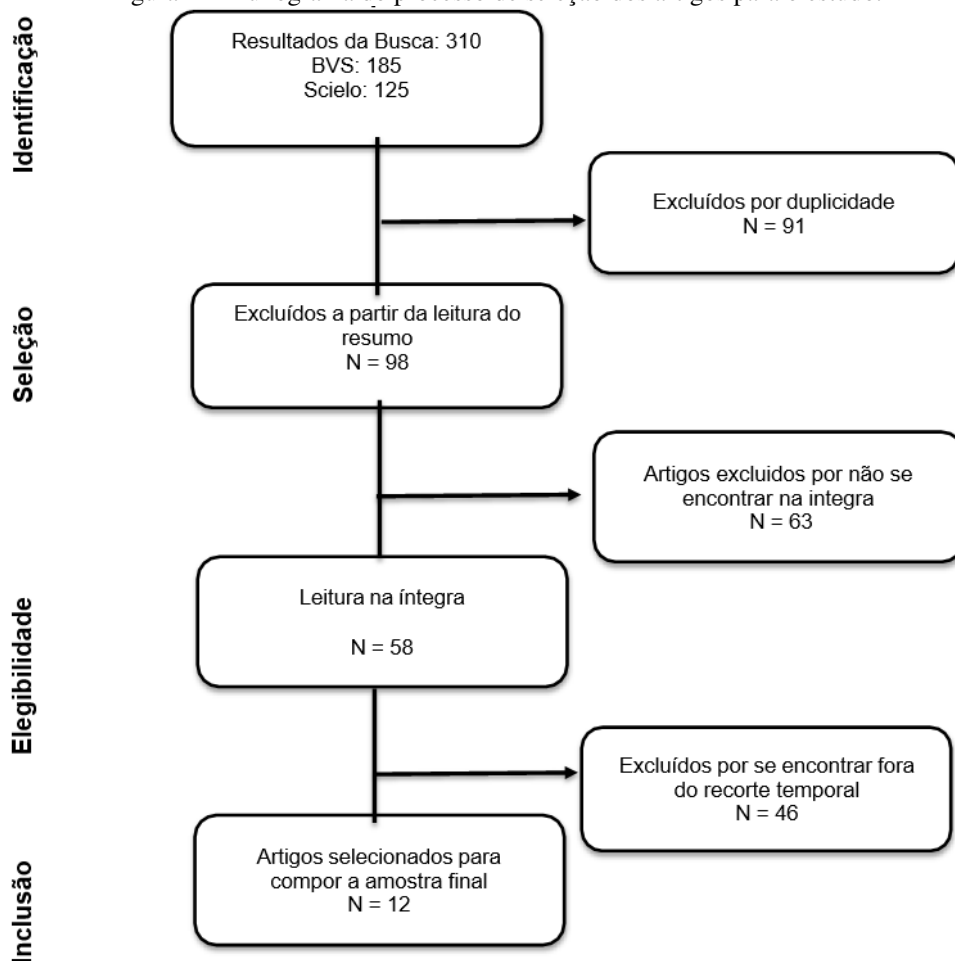 Resultados da Busca: 310
BVS: 185
Scielo: 125
Identificação
Excluídos por duplicidade
N = 91
Excluídos a partir da leitura do
resumo
N = 98
Seleção
Artigos excluidos por não se
encontrar na integra
N = 63
Leitura na íntegra
N = 58
Elegibilidade
Excluídos por se encontrar fora
do recorte temporal
N = 46
Artigos selecionados para
compor a amostra final
N = 12
Inclusão